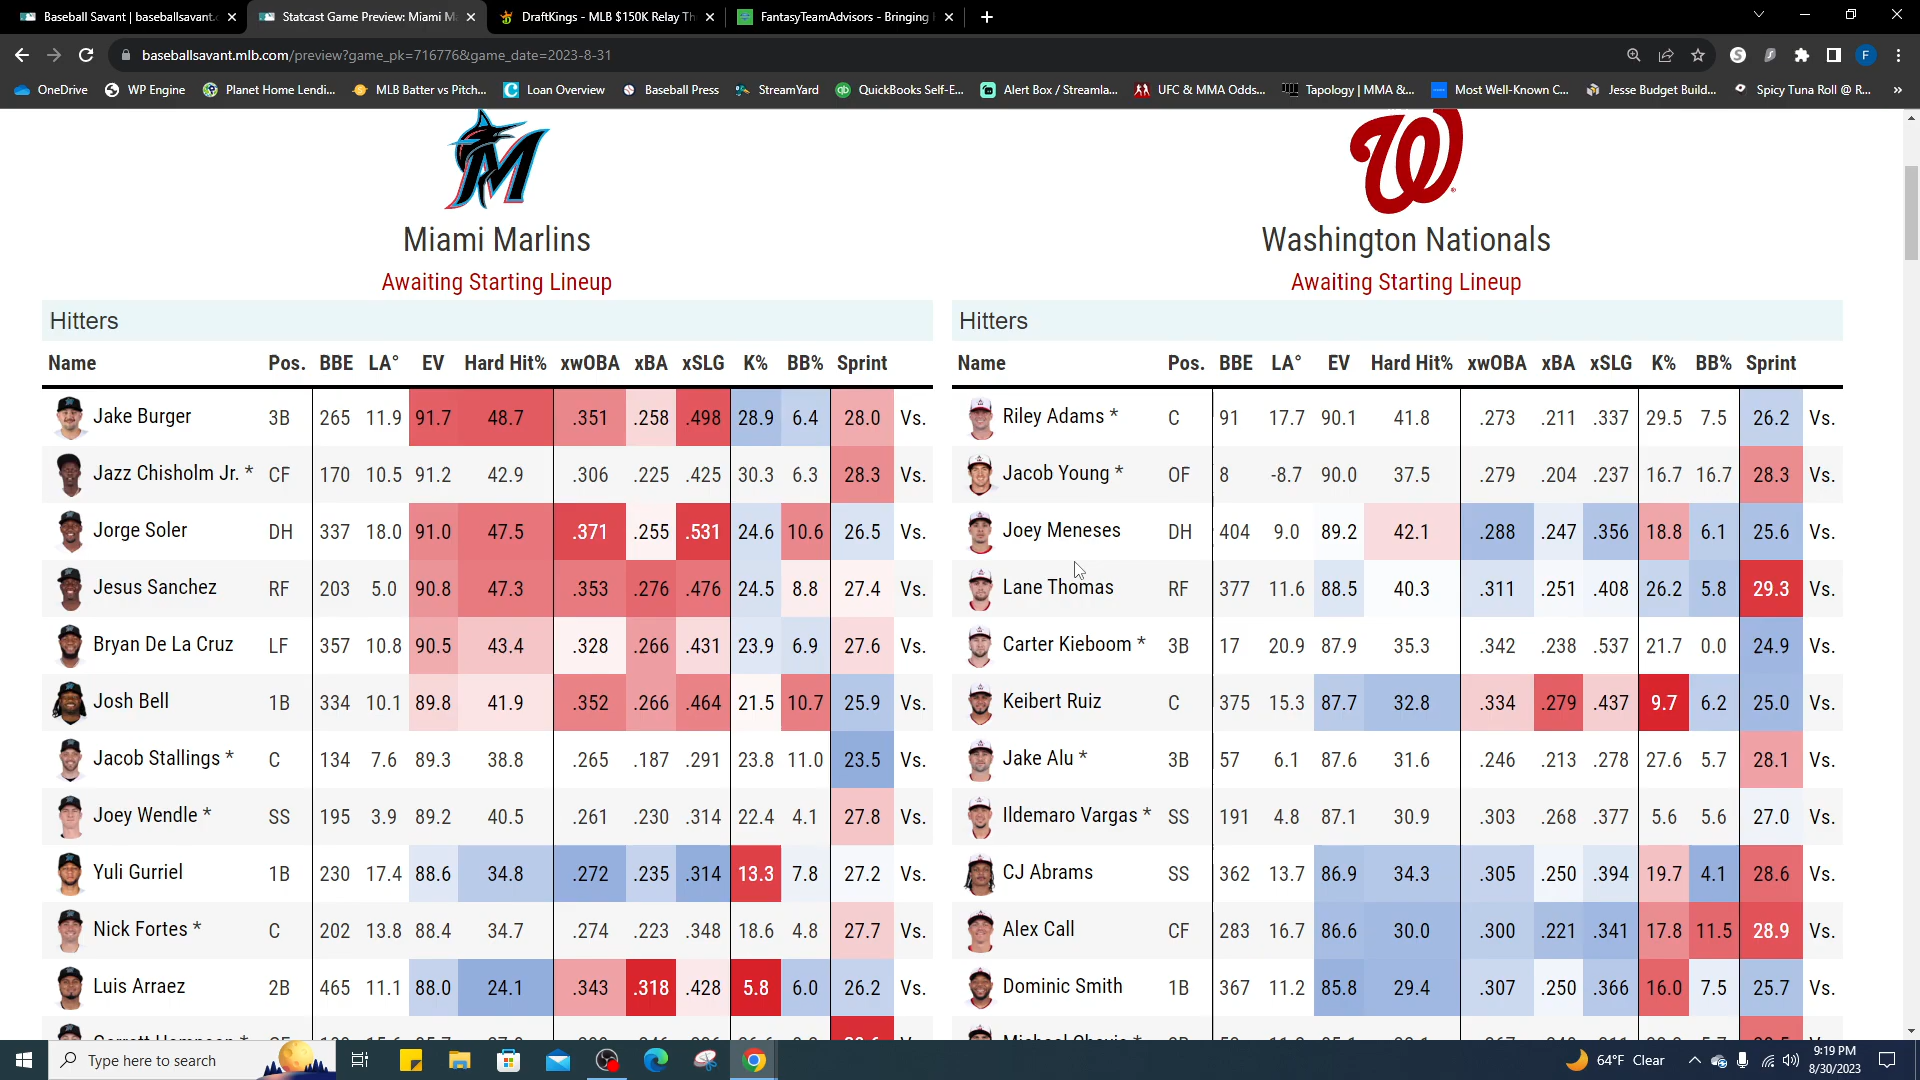 Baseball Savant | baseballsavant.
Statcast Game Preview: Miami M
DraftKings - MLB $150K Relay Th
FantasyTeamAdvisors - Bringing
baseballsavant.mlb.com/preview?game_pk=716776&game_date=2023-8-31
OneDrive WP Engine Planet Home Lendi... MLB Batter vs Pitch... Loan Overview Baseball Press StreamYard QuickBooks Self-E... Alert Box / Streamla... UFC & MMA Odds... Tapology | MMA &... Most Well-Known C... Jesse Budget Build... Spicy Tuna Roll @ R... »
Miami Marlins
Awaiting Starting Lineup
Hitters
Name Pos. BBE LA° EV Hard Hit% xwOBA xBA xSLG K% BB% Sprint
Jake Burger 3B 265 11.9 91.7 48.7 .351 .258 .498 28.9 6.4 28.0 Vs.
Jazz Chisholm Jr. * CF 170 10.5 91.2 42.9 .306 .225 .425 30.3 6.3 28.3 Vs.
Jorge Soler DH 337 18.0 91.0 47.5 .371 .255 .531 24.6 10.6 26.5 Vs.
Jesus Sanchez RF 203 5.0 90.8 47.3 .353 .276 .476 24.5 8.8 27.4 Vs.
Bryan De La Cruz LF 357 10.8 90.5 43.4 .328 .266 .431 23.9 6.9 27.6 Vs.
Josh Bell 1B 334 10.1 89.8 41.9 .352 .266 .464 21.5 10.7 25.9 Vs.
Jacob Stallings * C 134 7.6 89.3 38.8 .265 .187 .291 23.8 11.0 23.5 Vs.
Joey Wendle * SS 195 3.9 89.2 40.5 .261 .230 .314 22.4 4.1 27.8 Vs.
Yuli Gurriel 1B 230 17.4 88.6 34.8 .272 .235 .314 13.3 7.8 27.2 Vs.
Nick Fortes * C 202 13.8 88.4 34.7 .274 .223 .348 18.6 4.8 27.7 Vs.
Luis Arraez 2B 465 11.1 88.0 24.1 .343 .318 .428 5.8 6.0 26.2 Vs.
W
Washington Nationals
Awaiting Starting Lineup
Hitters
Name Pos. BBE LA° EV Hard Hit% xwOBA xBA xSLG K% BB% Sprint
Riley Adams * C 91 17.7 90.1 41.8 .273 .211 .337 29.5 7.5 26.2 Vs.
Jacob Young * OF 8 -8.7 90.0 37.5 .279 .204 .237 16.7 16.7 28.3 Vs.
Joey Meneses DH 404 9.0 89.2 42.1 .288 .247 .356 18.8 6.1 25.6 Vs.
Lane Thomas RF 377 11.6 88.5 40.3 .311 .251 .408 26.2 5.8 29.3 Vs.
Carter Kieboom * 3B 17 20.9 87.9 35.3 .342 .238 .537 21.7 0.0 24.9 Vs.
Keibert Ruiz C 375 15.3 87.7 32.8 .334 .279 .437 9.7 6.2 25.0 Vs.
Jake Alu * 3B 57 6.1 87.6 31.6 .246 .213 .278 27.6 5.7 28.1 Vs.
Ildemaro Vargas * SS 191 4.8 87.1 30.9 .303 .268 .377 5.6 5.6 27.0 Vs.
CJ Abrams SS 362 13.7 86.9 34.3 .305 .250 .394 19.7 4.1 28.6 Vs.
Alex Call CF 283 16.7 86.6 30.0 .300 .221 .341 17.8 11.5 28.9 Vs.
Dominic Smith 1B 367 11.2 85.8 29.4 .307 .250 .366 16.0 7.5 25.7 Vs.
Type here to search
64°F Clear
9:19 PM
8/30/2023